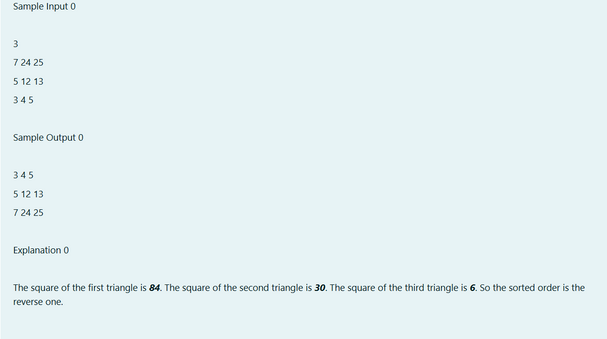 Sample Input 0
3
7 24 25
5 12 13
3 4 5
Sample Output 0
3 4 5
5 12 13
7 24 25
Explanation 0
The square of the first triangle is 84. The square of the second triangle is 30. The square of the third triangle is 6. So the sorted order is the
reverse one.